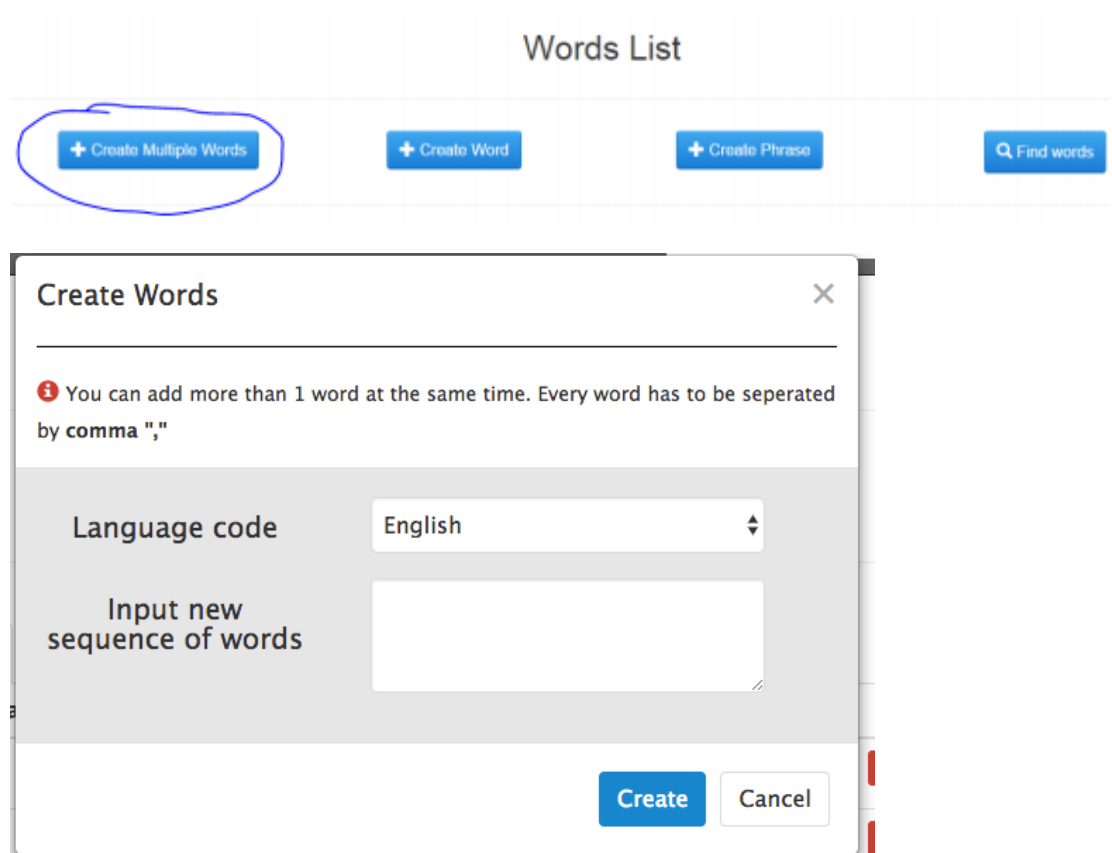 Words List
Create Multiple Words
Create Word
Create Phrase
Find words
Create Words
You can add more than 1 word at the same time. Every word has to be seperated
by comma ","
Language code
English
Input new
sequence of words
Create
Cancel